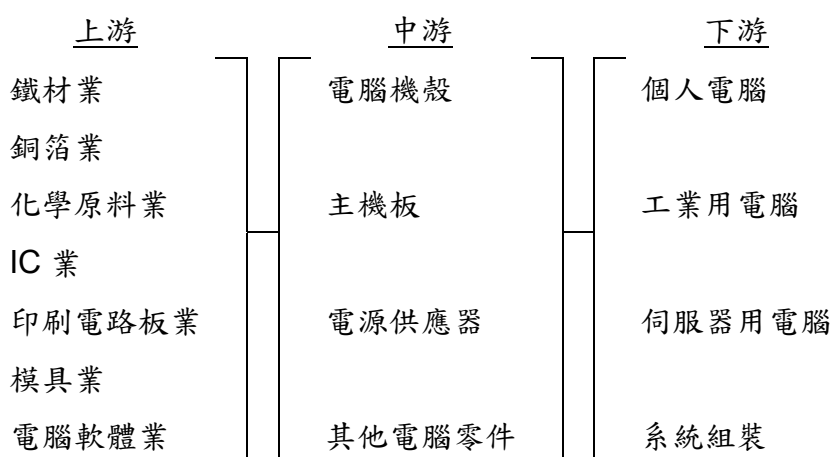 上游 中游 下游
鐵材業 電腦機殼 個人電腦
銅箔業
化學原料業 主機板 工業用電腦
IC 業
印刷電路板業 電源供應器 伺服器用電腦
模具業
電腦軟體業 其他電腦零件 系統組裝